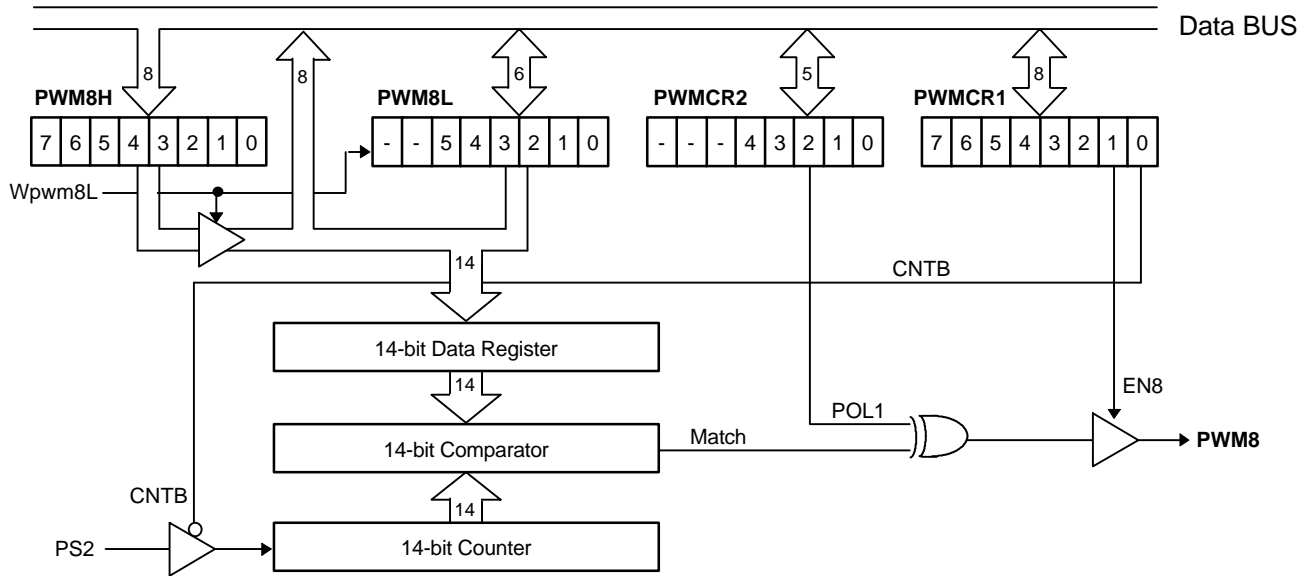 Data BUS
8 8 6 5 8
PWM8H PWM8L PWMCR2 PWMCR1
7 6 5 4 3 2 1 0 - - 5 4 3 2 1 0 - - - 4 3 2 1 0 7 6 5 4 3 2 1 0
Wpwm8L
14
CNTB
14-bit Data Register
14
EN8
POL1
14-bit Comparator
Match
PWM8
CNTB
14
PS2
14-bit Counter